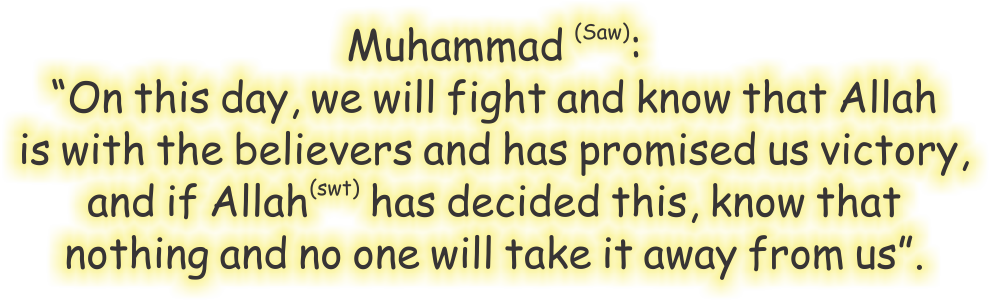 Muhammad (Saw):
“On this day, we will fight and know that Allah
is with the believers and has promised us victory,
and if Allah(swt) has decided this, know that
nothing and no one will take it away from us”.